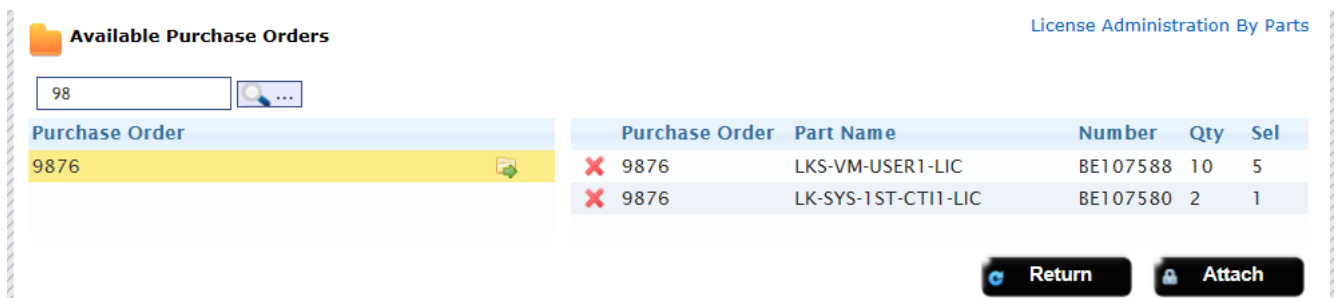 Available Purchase Orders
License Administration By Parts
98
...
Purchase Order
9876
Purchase Order Part Name Number Qty Sel
9876 LKS-VM-USER1-LIC BE107588 10 5
9876 LK-SYS-1ST-CTI1-LIC BE107580 2 1
Return
Attach